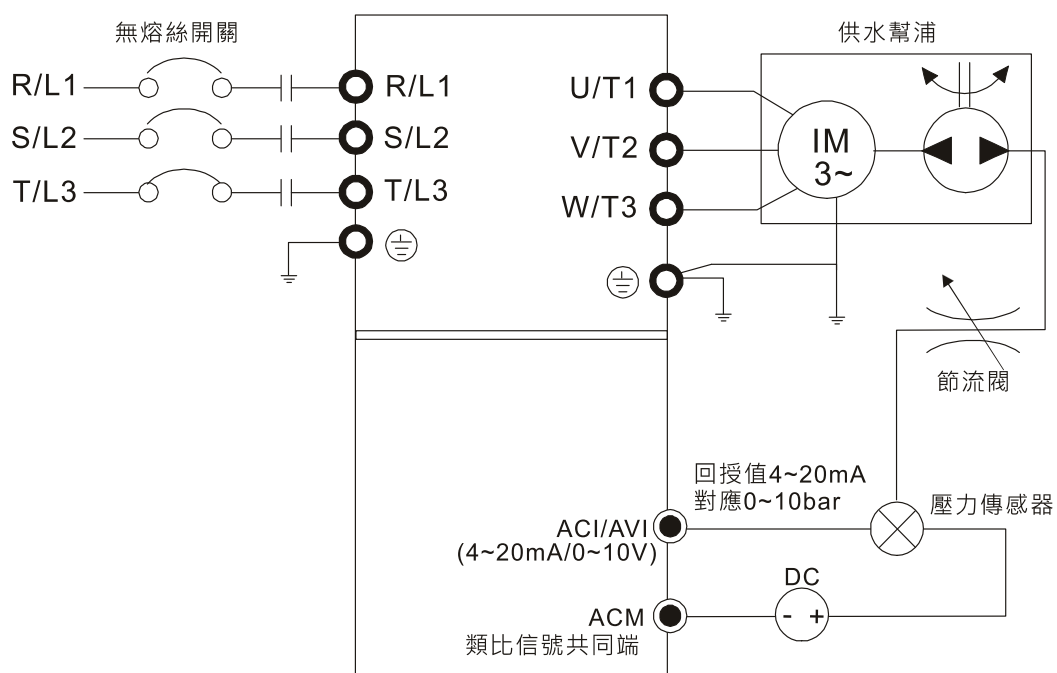 無熔絲開關
供水幫浦
R/L1
R/L1
U/T1
S/L2
S/L2
V/T2
IM
3~
T/L3
T/L3
W/T3
節流閥
回授值4~20mA
對應0~10bar
壓力傳感器
ACI/AVI
(4~20mA/0~10V)
DC
- +
ACM
類比信號共同端